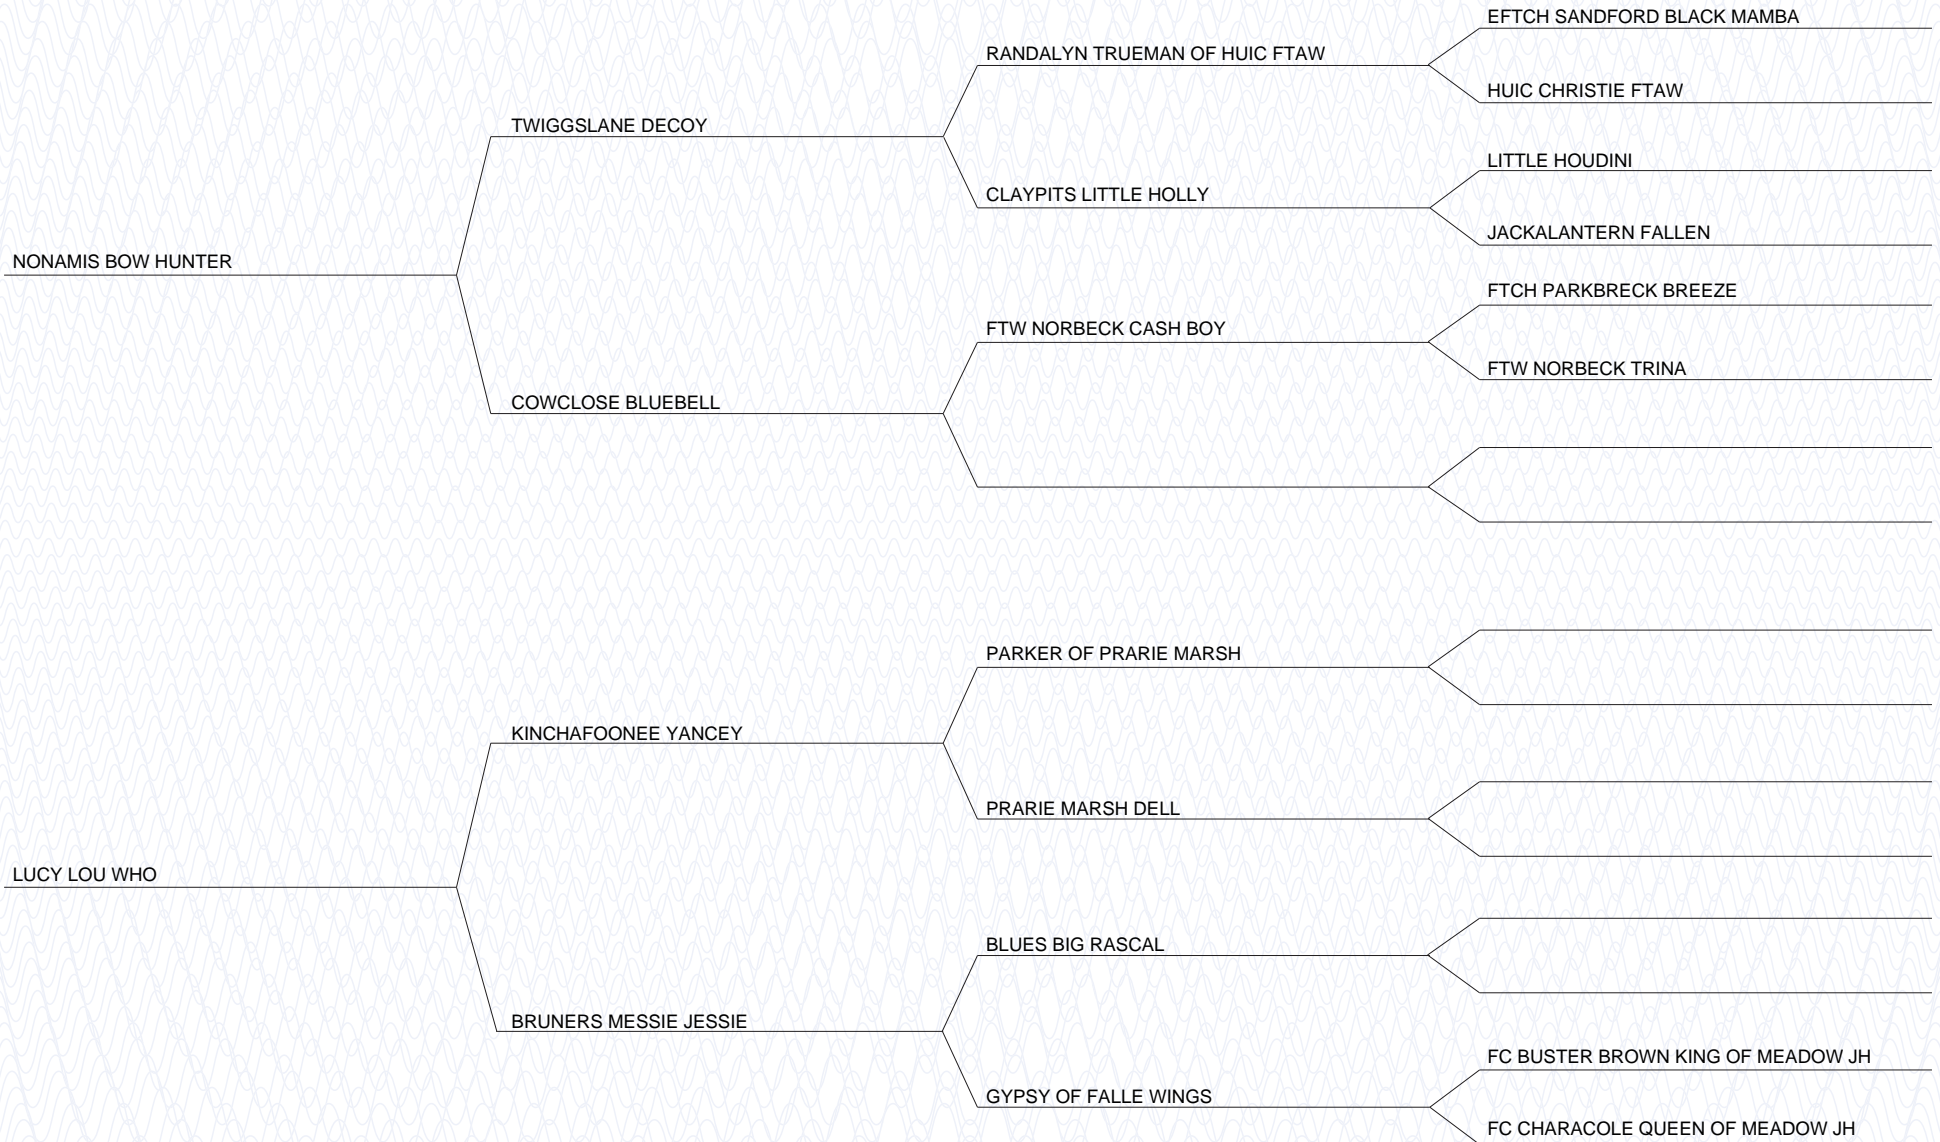 EFTCH SANDFORD BLACK MAMBA
RANDALYN TRUEMAN OF HUIC FTAW
HUIC CHRISTIE FTAW
TWIGGSLANE DECOY
LITTLE HOUDINI
CLAYPITS LITTLE HOLLY
JACKALANTERN FALLEN
NONAMIS BOW HUNTER
FTCH PARKBRECK BREEZE
FTW NORBECK CASH BOY
FTW NORBECK TRINA
COWCLOSE BLUEBELL
PARKER OF PRARIE MARSH
KINCHAFOONEE YANCEY
PRARIE MARSH DELL
LUCY LOU WHO
BLUES BIG RASCAL
BRUNERS MESSIE JESSIE
FC BUSTER BROWN KING OF MEADOW JH
GYPSY OF FALLE WINGS
FC CHARACOLE QUEEN OF MEADOW JH